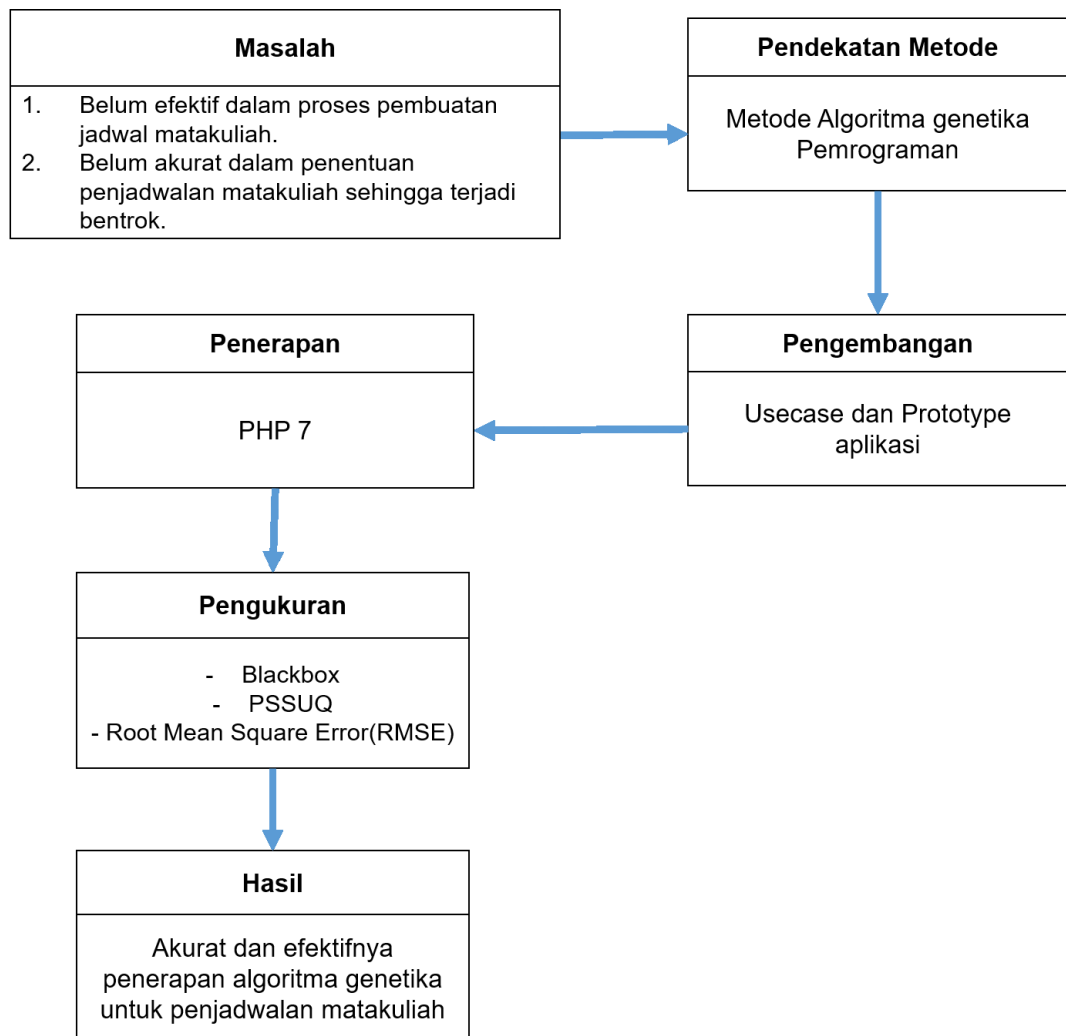 Masalah
1. Belum efektif dalam proses pembuatan
jadwal matakuliah.
2. Belum akurat dalam penentuan
penjadwalan matakuliah sehingga terjadi
bentrok.
Pendekatan Metode
Metode Algoritma genetika
Pemrograman
Pengembangan
Usecase dan Prototype
aplikasi
Penerapan
PHP 7
Pengukuran
- Blackbox
- PSSUQ
- Root Mean Square Error(RMSE)
Hasil
Akurat dan efektifnya
penerapan algoritma genetika
untuk penjadwalan matakuliah